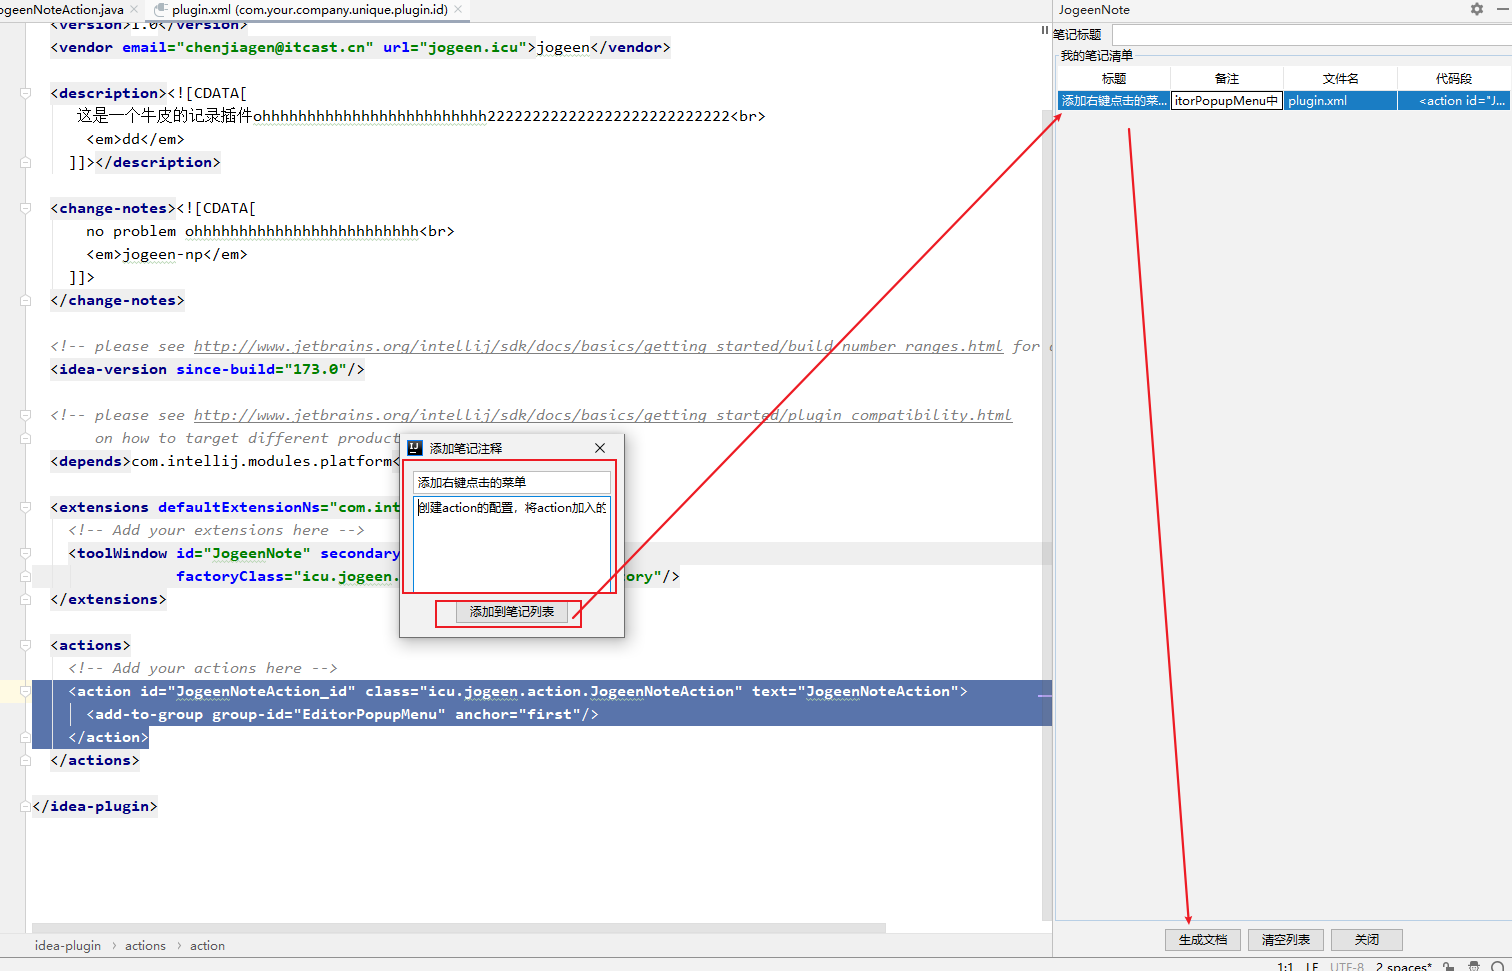 ogeenNoteAction.java
plugin.xml (com.your.company.unique.plugin.id)
<version>1.0</version>
<vendor email="chenjiagen@itcast.cn" url="jogeen.icu">jogeen</vendor>
<description><![CDATA[
这是一个牛皮的记录插件ohhhhhhhhhhhhhhhhhhhhhhhhh222222222222222222222222222<br>
<em>dd</em>
]]></description>
<change-notes><![CDATA[
no problem ohhhhhhhhhhhhhhhhhhhhhhhhh<br>
<em>jogeen-np</em>
]]>
</change-notes>
<!-- please see http://www.jetbrains.org/intellij/sdk/docs/basics/getting_started/build_number_ranges.html for
<idea-version since-build="173.0"/>
<!-- please see http://www.jetbrains.org/intellij/sdk/docs/basics/getting_started/plugin_compatibility.html
on how to target different product
<depends>com.intellij.modules.platform<
<extensions defaultExtensionNs="com.int
<!-- Add your extensions here -->
<toolWindow id="JogeenNote" secondary
factoryClass="icu.jogeen. ory"/>
</extensions>
<actions>
<!-- Add your actions here -->
<action id="JogeenNoteAction_id" class="icu.jogeen.action.JogeenNoteAction" text="JogeenNoteAction">
<add-to-group group-id="EditorPopupMenu" anchor="first"/>
</action>
</actions>
</idea-plugin>
idea-plugin › actions › action
添加笔记注释
添加右键点击的菜单
创建action的配置，将action加入的
添加到笔记列表
JogeenNote
笔记标题
我的笔记清单
标题 备注 文件名 代码段
添加右键点击的菜... itorPopupMenu中 plugin.xml <action id="J...
生成文档 清空列表 关闭
1:1 LF UTF-8 2 spaces*